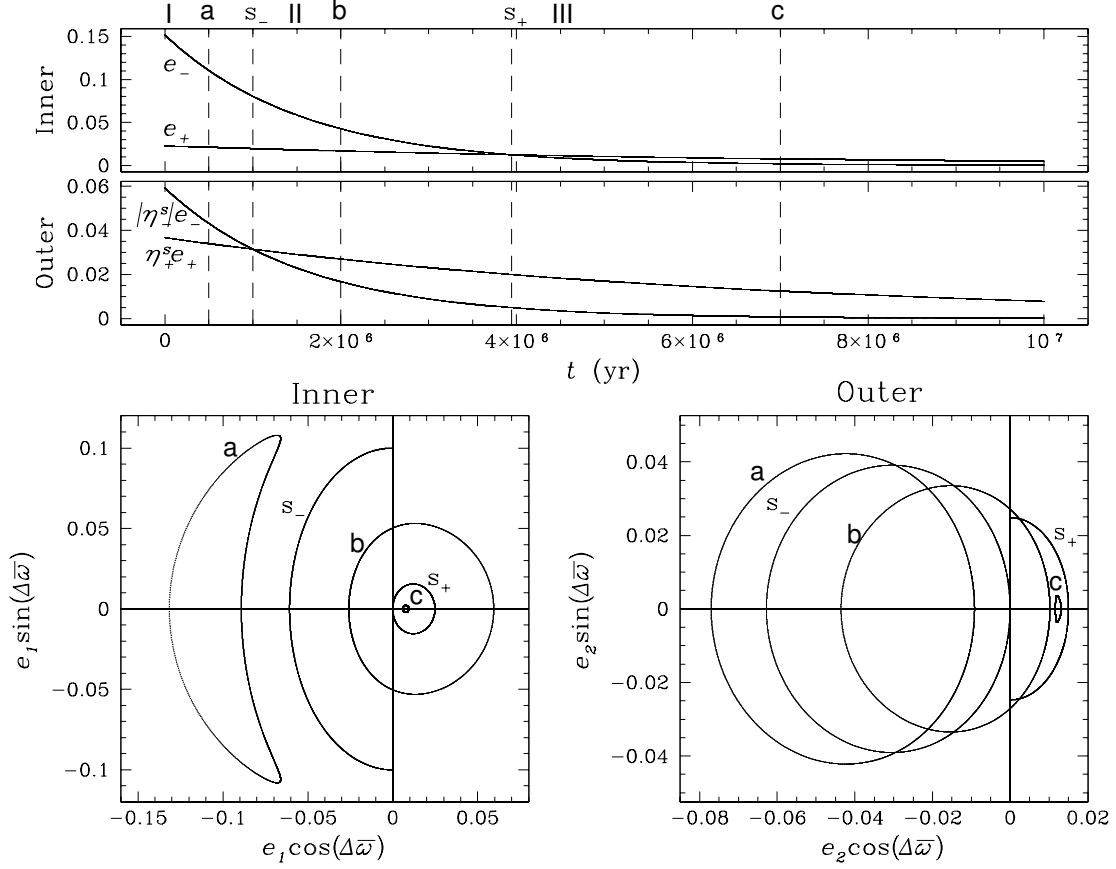 I a S₋ II b S₊ III c
Inner
0.15
0.1
0.05
0
e₋
e₊
Outer
0.06
0.04
0.02
0
|η₋ˢ|e₋
η₊ˢe₊
0 2×10⁶ 4×10⁶ 6×10⁶ 8×10⁶ 10⁷
t (yr)
Inner
e₁sin(Δϖ)
0.1
0.05
0
−0.05
−0.1
a
S₋
b
S₊
c
−0.15 −0.1 −0.05 0 0.05
e₁cos(Δϖ)
Outer
e₂sin(Δϖ)
0.04
0.02
0
−0.02
−0.04
a
S₋
b
S₊
c
−0.08 −0.06 −0.04 −0.02 0 0.02
e₂cos(Δϖ)